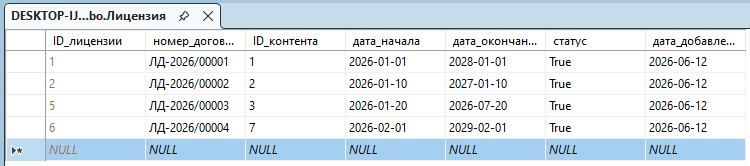 DESKTOP-IJ...bo.Лицензия
ID_лицензии номер_догов... ID_контента дата_начала дата_окончан... статус дата_добавле...
1 ЛД-2026/00001 1 2026-01-01 2028-01-01 True 2026-06-12
2 ЛД-2026/00002 2 2026-01-10 2027-01-10 True 2026-06-12
5 ЛД-2026/00003 3 2026-01-20 2026-07-20 True 2026-06-12
6 ЛД-2026/00004 7 2026-02-01 2029-02-01 True 2026-06-12
NULL NULL NULL NULL NULL NULL NULL